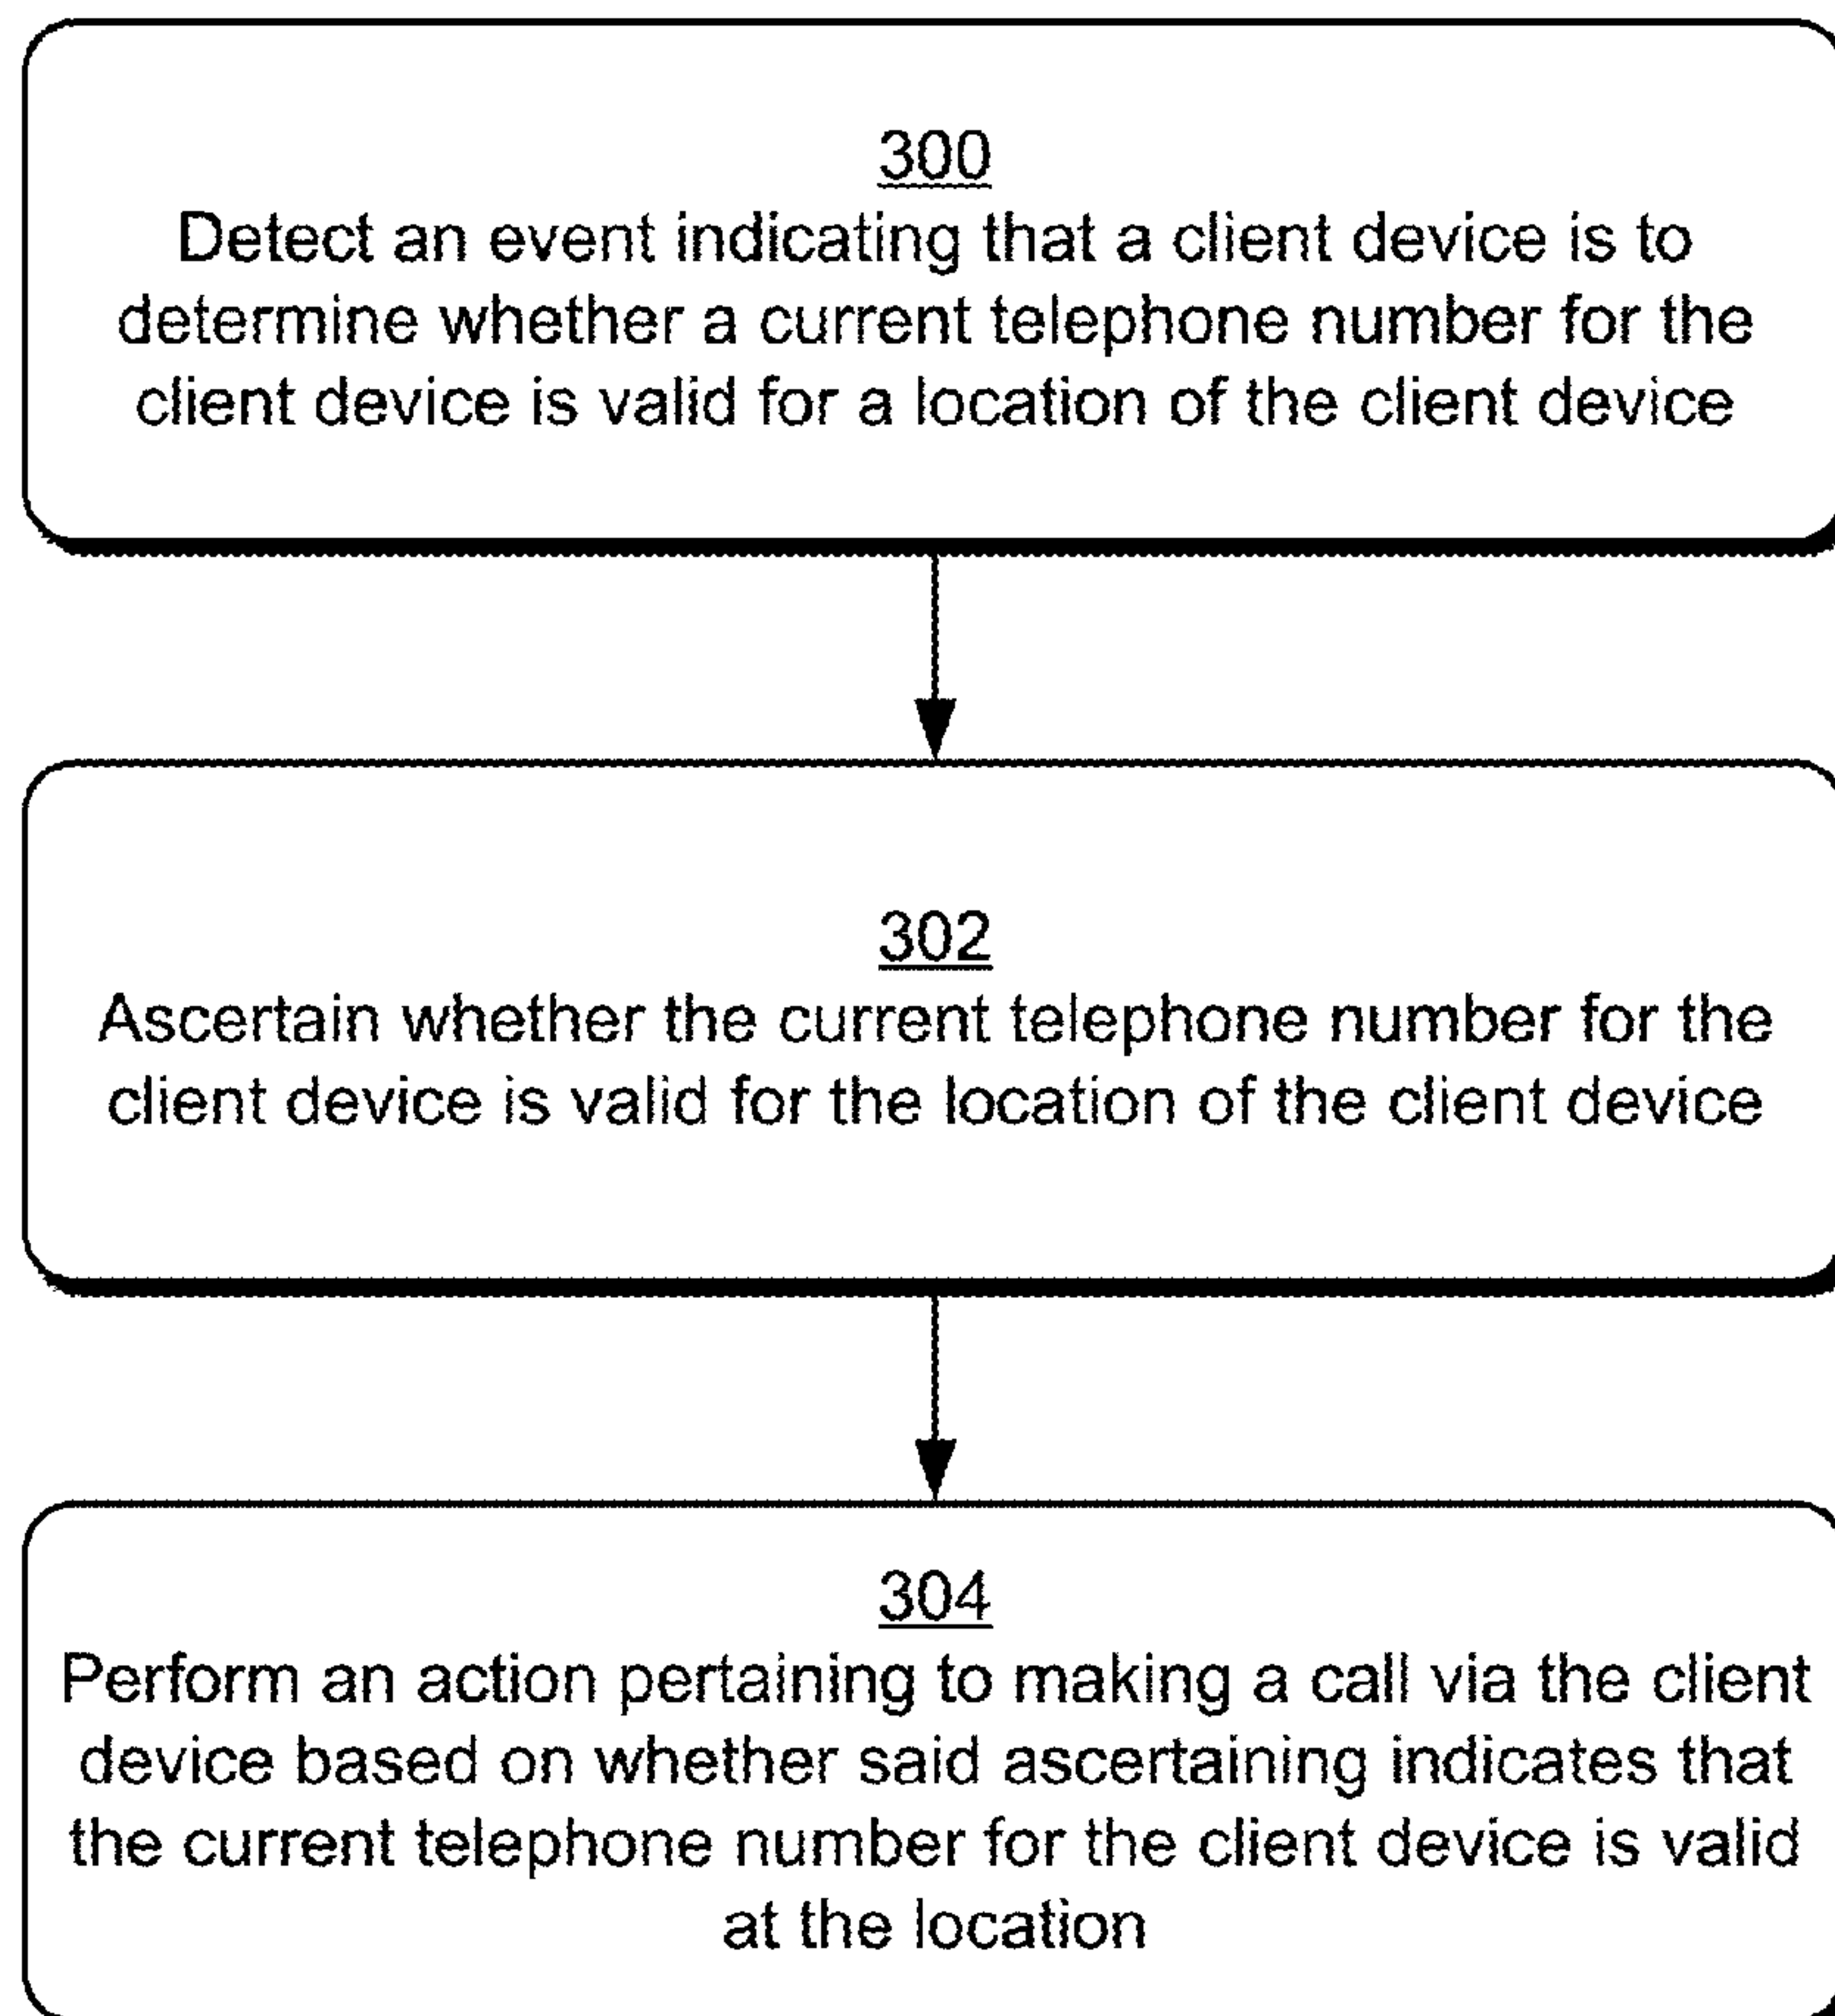 300
Detect an event indicating that a client device is to
determine whether a current telephone number for the
client device is valid for a location of the client device
302
Ascertain whether the current telephone number for the
client device is valid for the location of the client device
304
Perform an action pertaining to making a call via the client
device based on whether said ascertaining indicates that
the current telephone number for the client device is valid
at the location